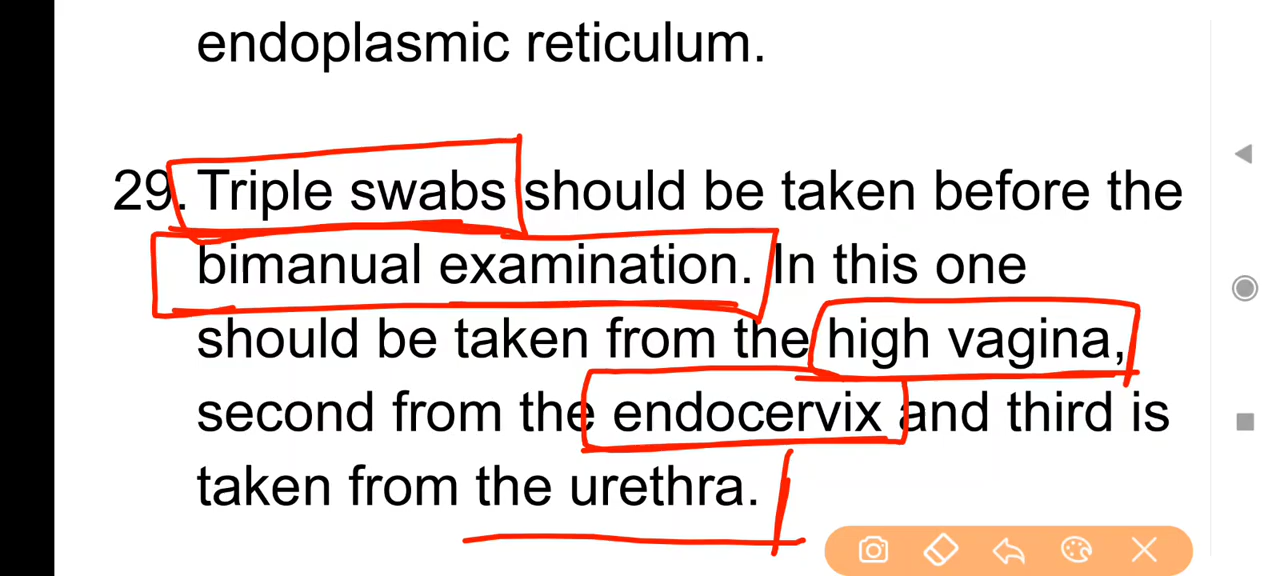 endoplasmic reticulum.
29. Triple swabs should be taken before the
bimanual examination. In this one
should be taken from the high vagina,
second from the endocervix and third is
taken from the urethra.